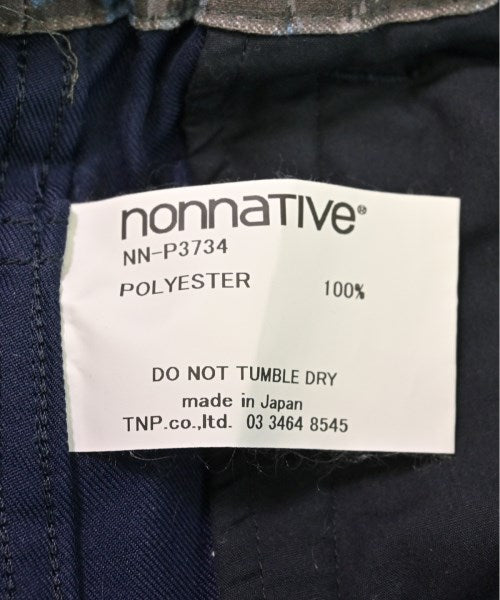 nonnative®
NN-P3734
POLYESTER 100%
DO NOT TUMBLE DRY
made in Japan
TNP.co.,ltd. 03 3464 8545